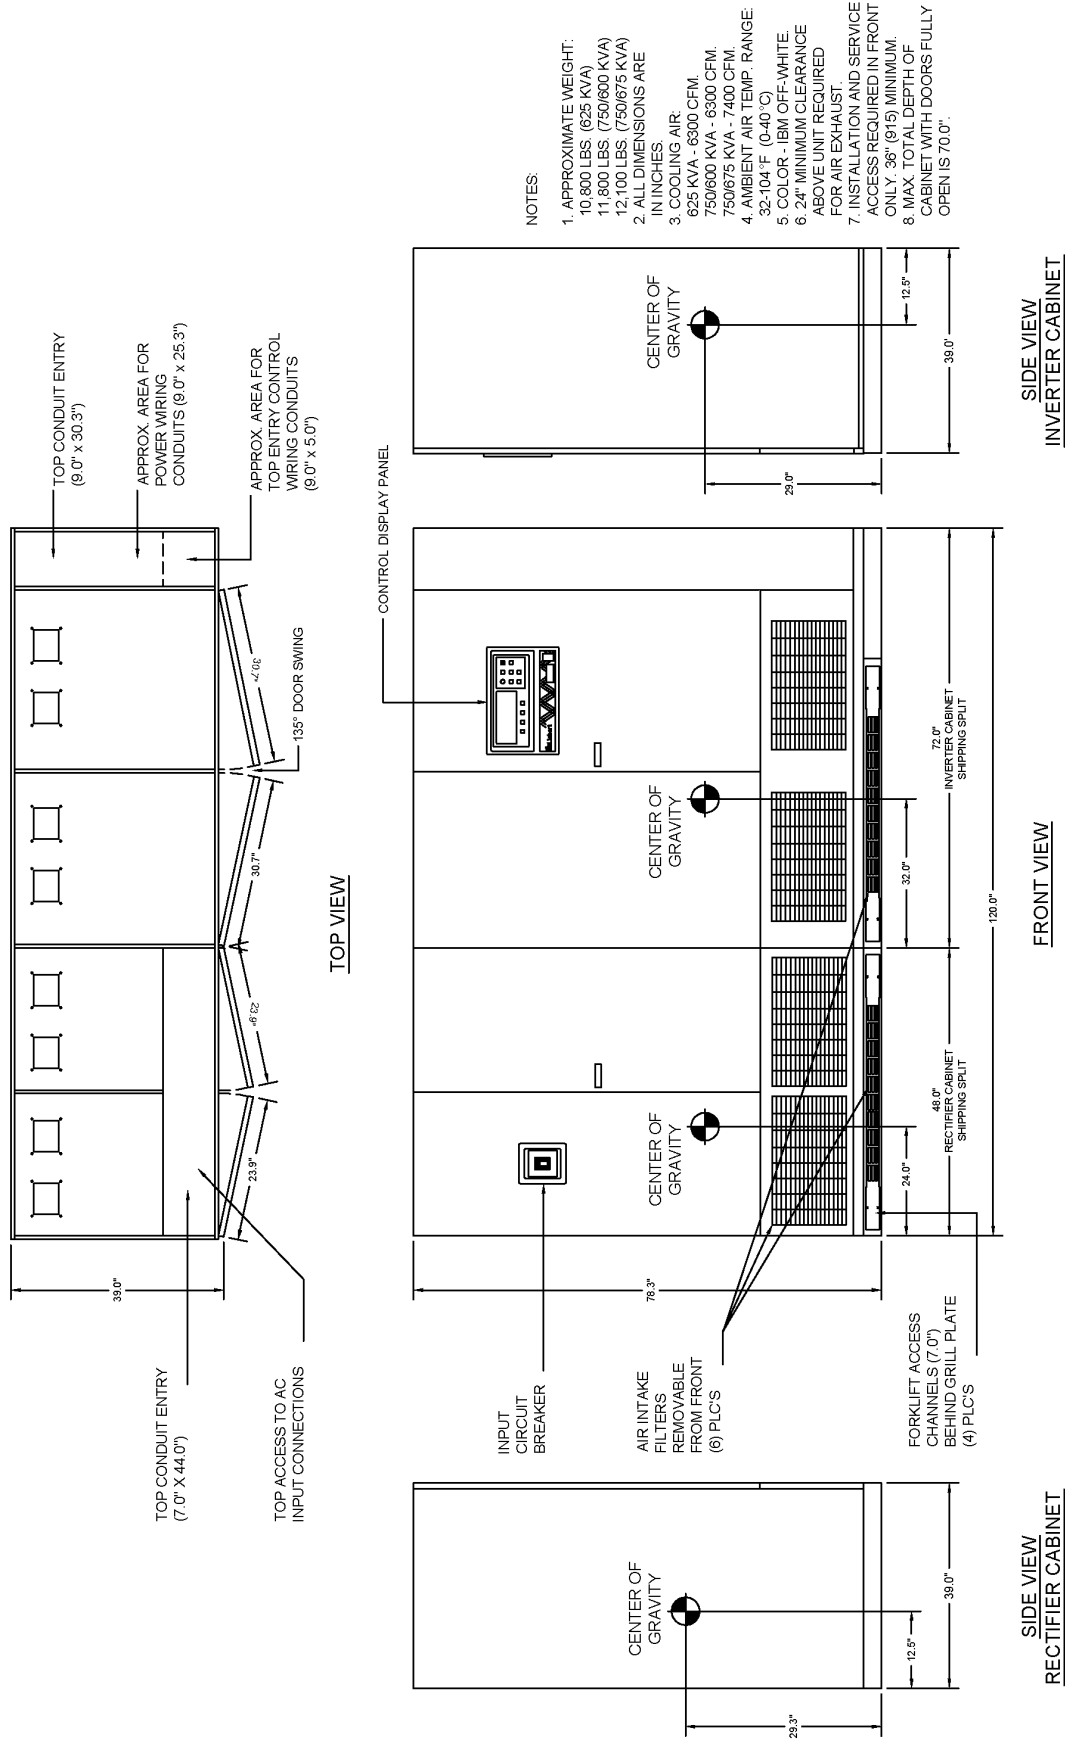 TOP CONDUIT ENTRY
(9.0" x 30.3")
APPROX. AREA FOR
POWER WIRING
CONDUITS (9.0" x 25.3")
APPROX. AREA FOR
TOP ENTRY CONTROL
WIRING CONDUITS
(9.0" x 5.0")
39.0"
23.9"
23.9"
30.7"
30.7"
135° DOOR SWING
TOP CONDUIT ENTRY
(7.0" X 44.0")
TOP ACCESS TO AC
INPUT CONNECTIONS
TOP VIEW
CENTER OF
GRAVITY
29.3"
12.5"
39.0"
SIDE VIEW
RECTIFIER CABINET
INPUT
CIRCUIT
BREAKER
AIR INTAKE
FILTERS
REMOVABLE
FROM FRONT
(6) PLC'S
FORKLIFT ACCESS
CHANNELS (7.0")
BEHIND GRILL PLATE
(4) PLC'S
CONTROL DISPLAY PANEL
78.3"
CENTER OF
GRAVITY
CENTER OF
GRAVITY
24.0"
32.0"
48.0"
RECTIFIER CABINET
SHIPPING SPLIT
72.0"
INVERTER CABINET
SHIPPING SPLIT
120.0"
FRONT VIEW
CENTER OF
GRAVITY
29.0"
12.5"
39.0'
SIDE VIEW
INVERTER CABINET
NOTES:
1. APPROXIMATE WEIGHT:
10,800 LBS. (625 KVA)
11,800 LBS. (750/600 KVA)
12,100 LBS. (750/675 KVA)
2. ALL DIMENSIONS ARE
IN INCHES.
3. COOLING AIR:
625 KVA - 6300 CFM.
750/600 KVA - 6300 CFM.
750/675 KVA - 7400 CFM.
4. AMBIENT AIR TEMP. RANGE:
32-104°F (0-40°C)
5. COLOR - IBM OFF-WHITE.
6. 24" MINIMUM CLEARANCE
ABOVE UNIT REQUIRED
FOR AIR EXHAUST.
7. INSTALLATION AND SERVICE
ACCESS REQUIRED IN FRONT
ONLY. 36" (915) MINIMUM.
8. MAX. TOTAL DEPTH OF
CABINET WITH DOORS FULLY
OPEN IS 70.0".